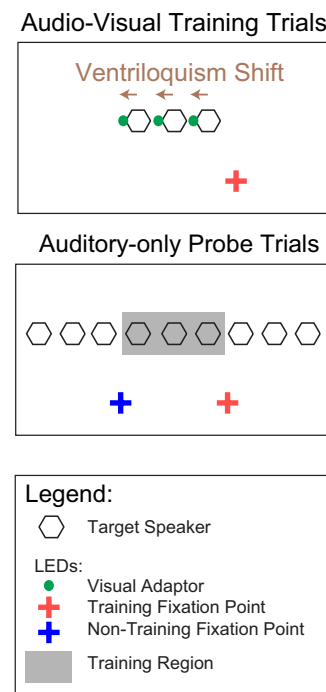 Audio-Visual Training Trials
Ventriloquism Shift
Auditory-only Probe Trials
Legend:
Target Speaker
LEDs:
Visual Adaptor
Training Fixation Point
Non-Training Fixation Point
Training Region